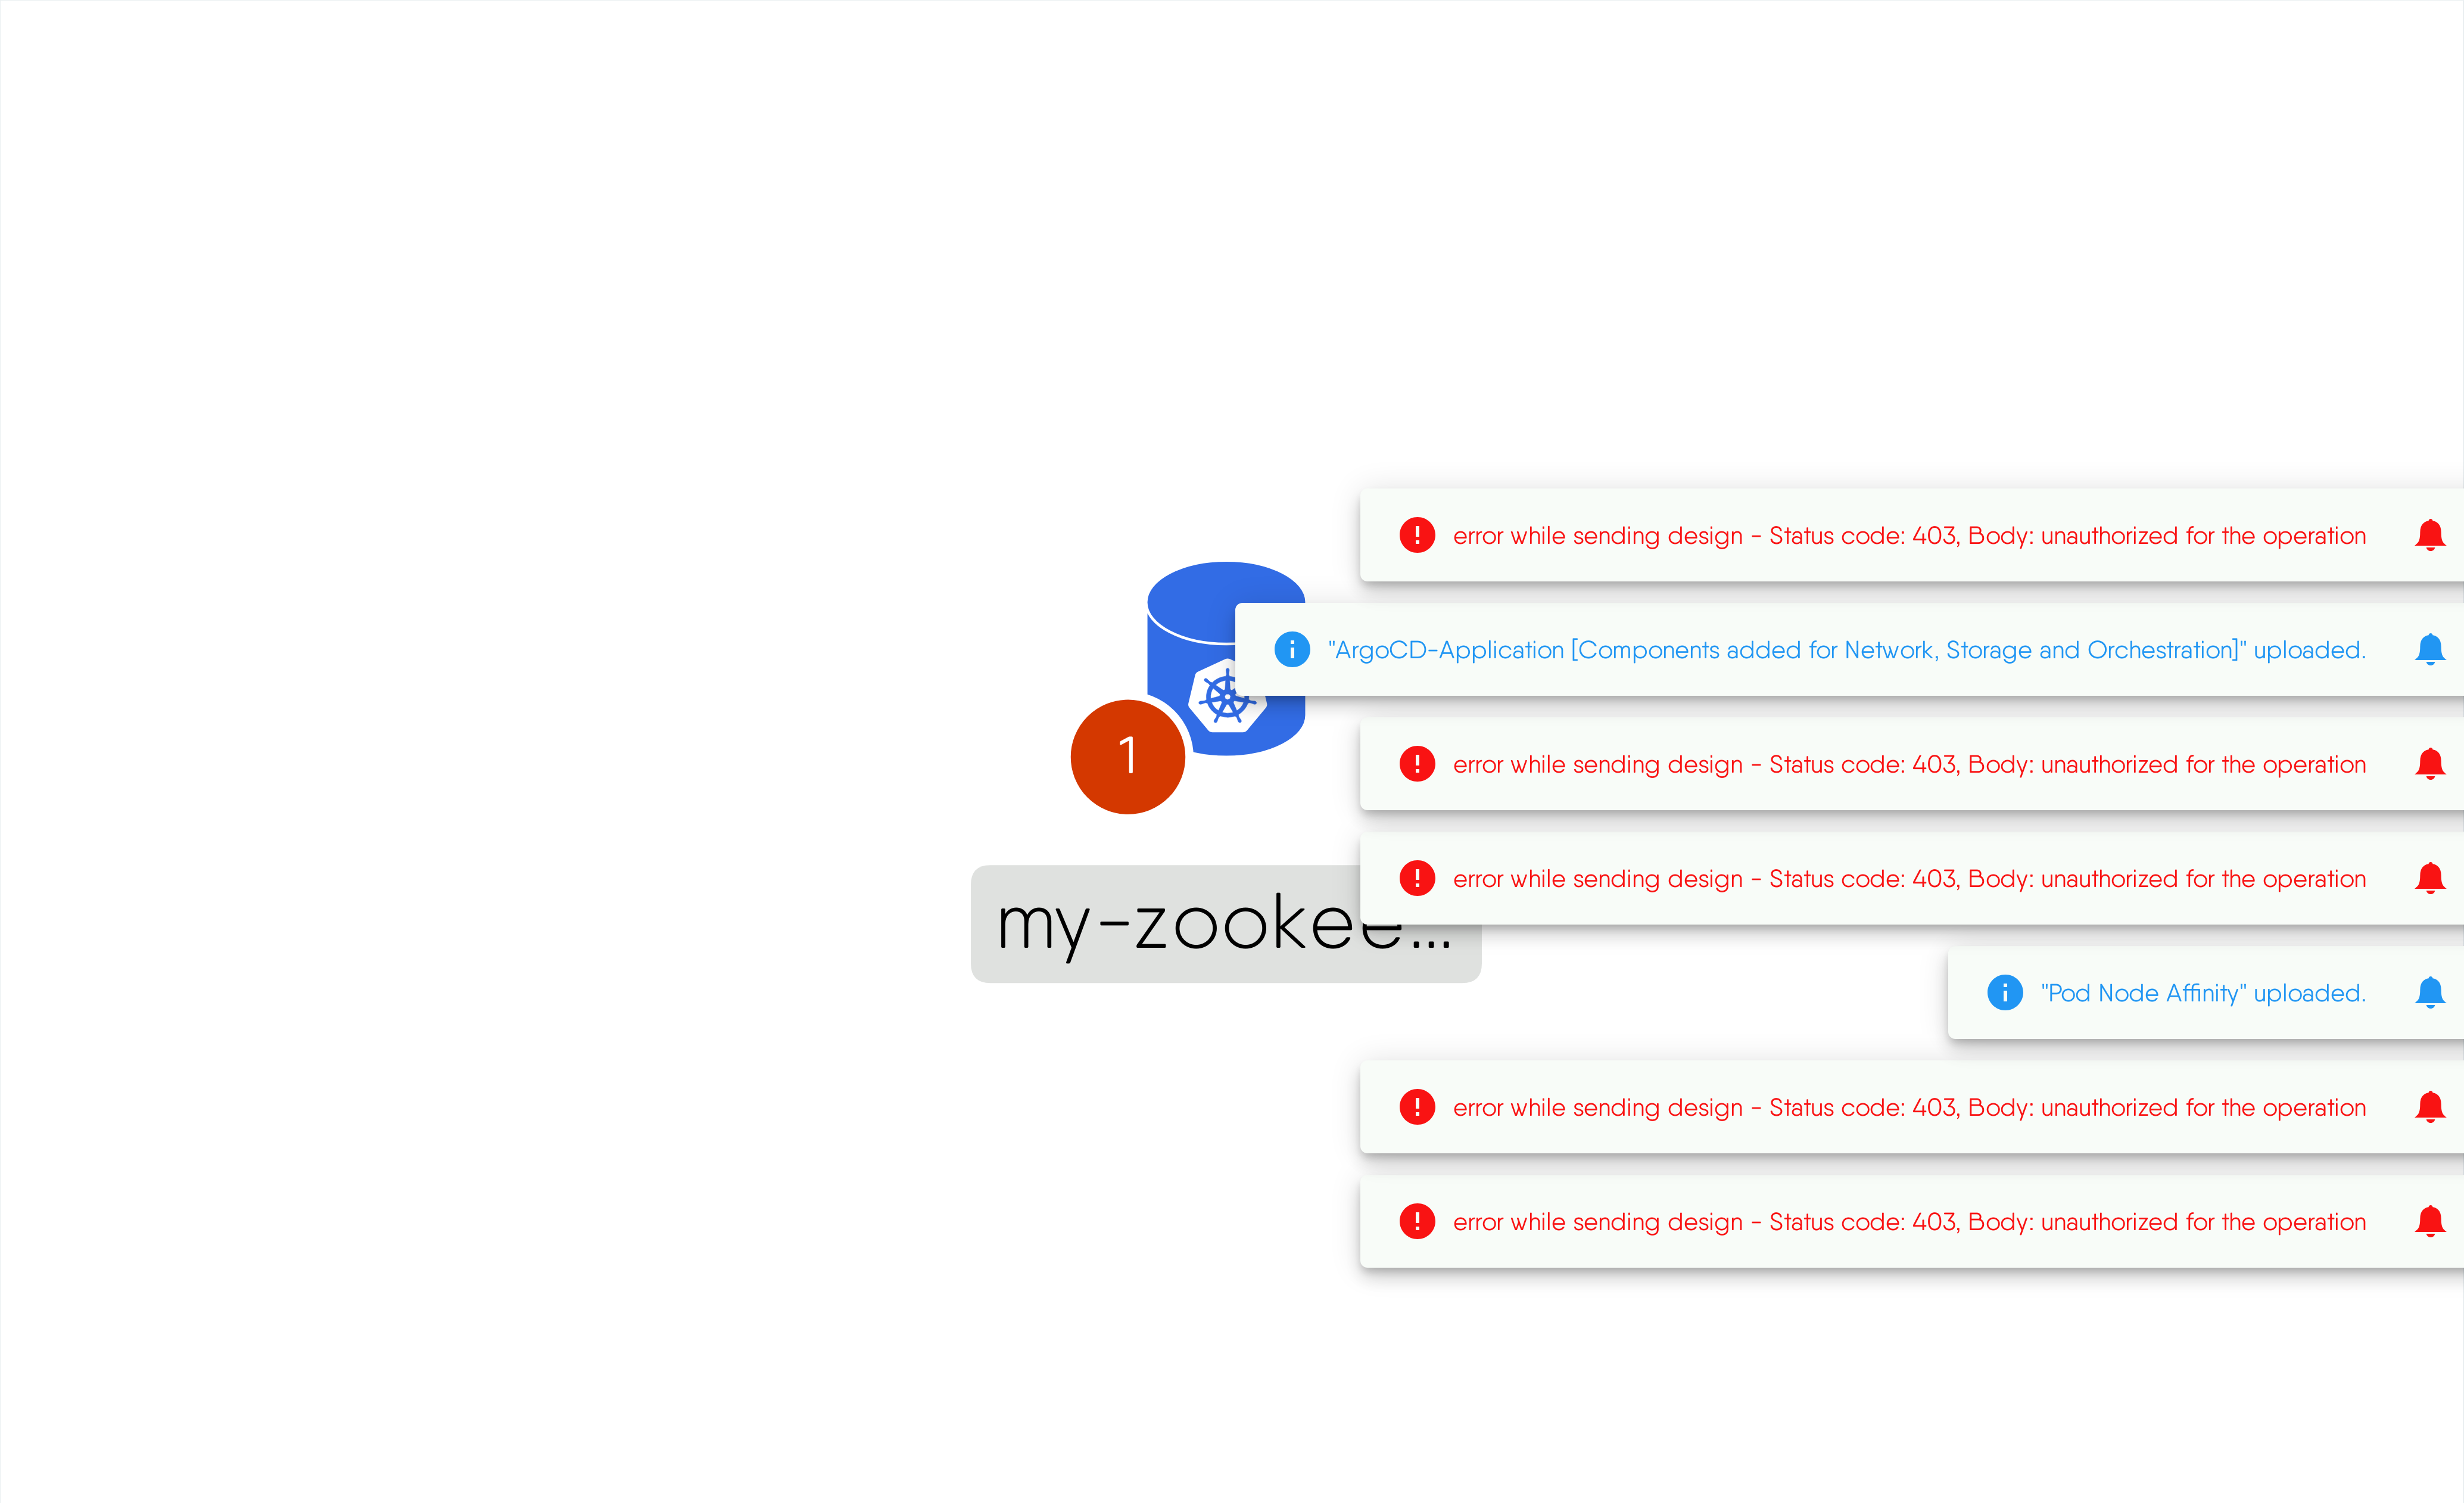 error while sending design - Status code: 403, Body: unauthorized for the operation
"ArgoCD-Application [Components added for Network, Storage and Orchestration]" uploaded.
1
error while sending design - Status code: 403, Body: unauthorized for the operation
error while sending design - Status code: 403, Body: unauthorized for the operation
my-zookee...
"Pod Node Affinity" uploaded.
error while sending design - Status code: 403, Body: unauthorized for the operation
error while sending design - Status code: 403, Body: unauthorized for the operation